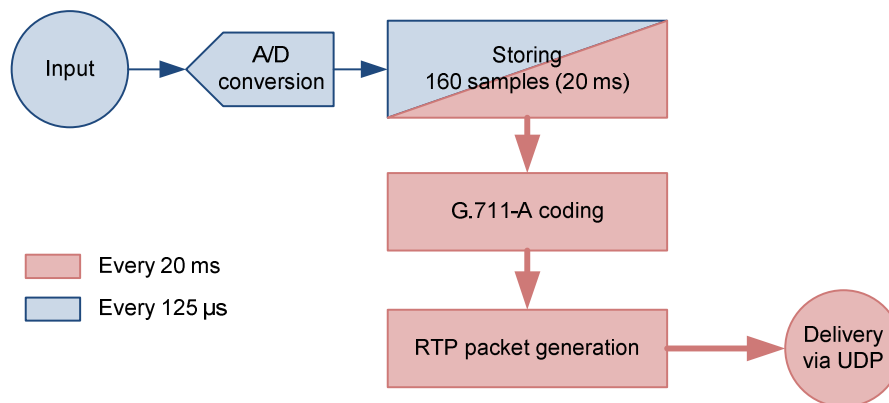 Input
A/D
conversion
Storing
160 samples (20 ms)
G.711-A coding
Every 20 ms
Every 125 µs
RTP packet generation
Delivery
via UDP